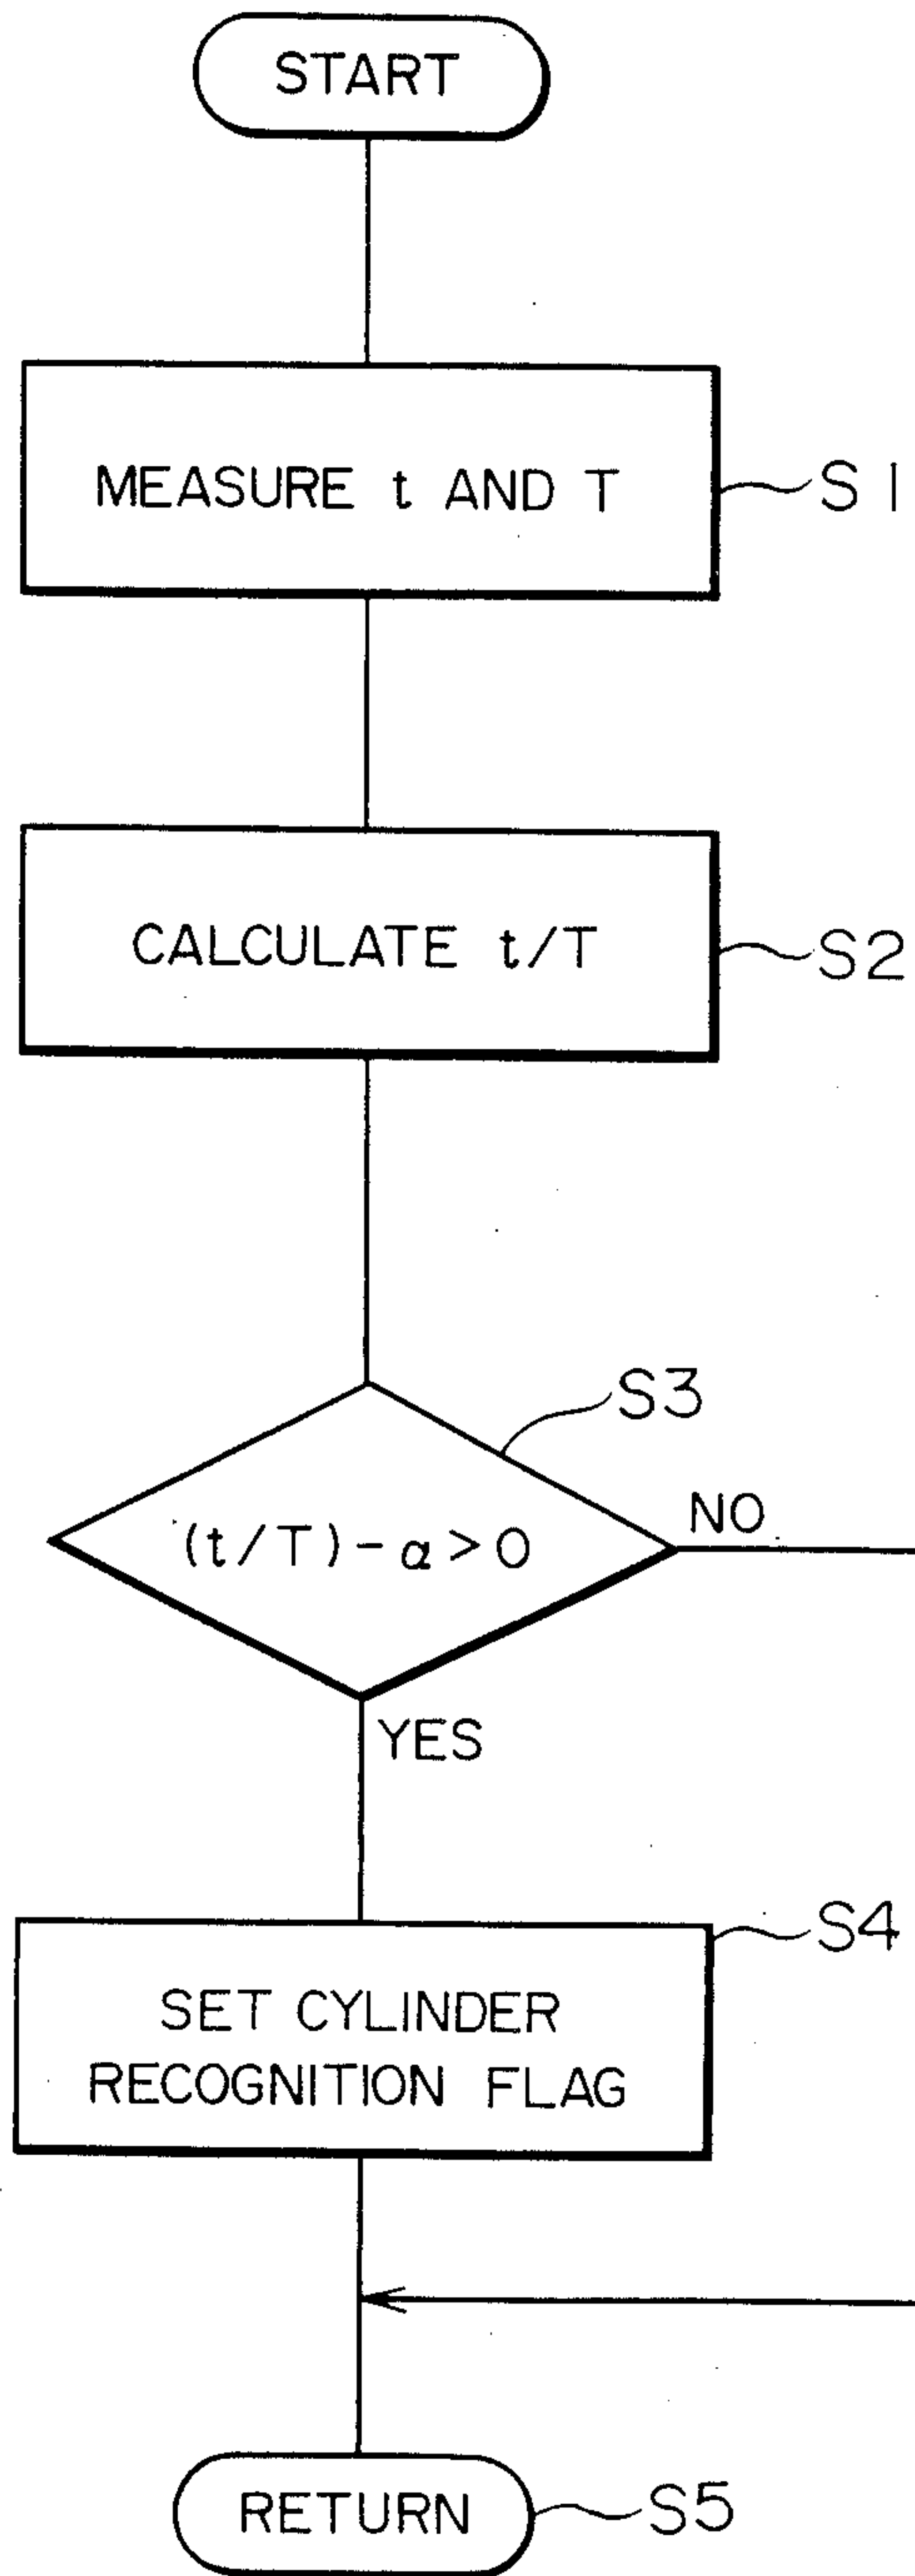 START
MEASURE t AND T
S1
CALCULATE t/T
S2
S3
(t/T)-α>0
NO
YES
S4
SET CYLINDER
RECOGNITION FLAG
RETURN
S5